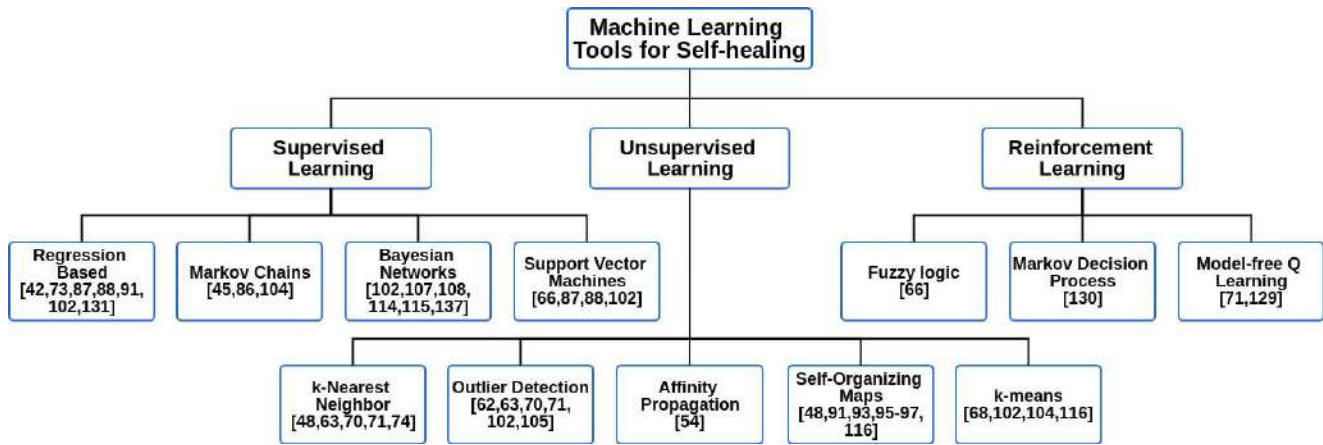 Machine Learning
Tools for Self-healing
Supervised
Learning
Unsupervised
Learning
Reinforcement
Learning
Regression
Based
[42,73,87,88,91,
102,131]
Markov Chains
[45,86,104]
Bayesian
Networks
[102,107,108,
114,115,137]
Support Vector
Machines
[66,87,88,102]
Fuzzy logic
[66]
Markov Decision
Process
[130]
Model-free Q
Learning
[71,129]
k-Nearest
Neighbor
[48,63,70,71,74]
Outlier Detection
[62,63,70,71,
102,105]
Affinity
Propagation
[54]
Self-Organizing
Maps
[48,91,93,95-97,
116]
k-means
[68,102,104,116]